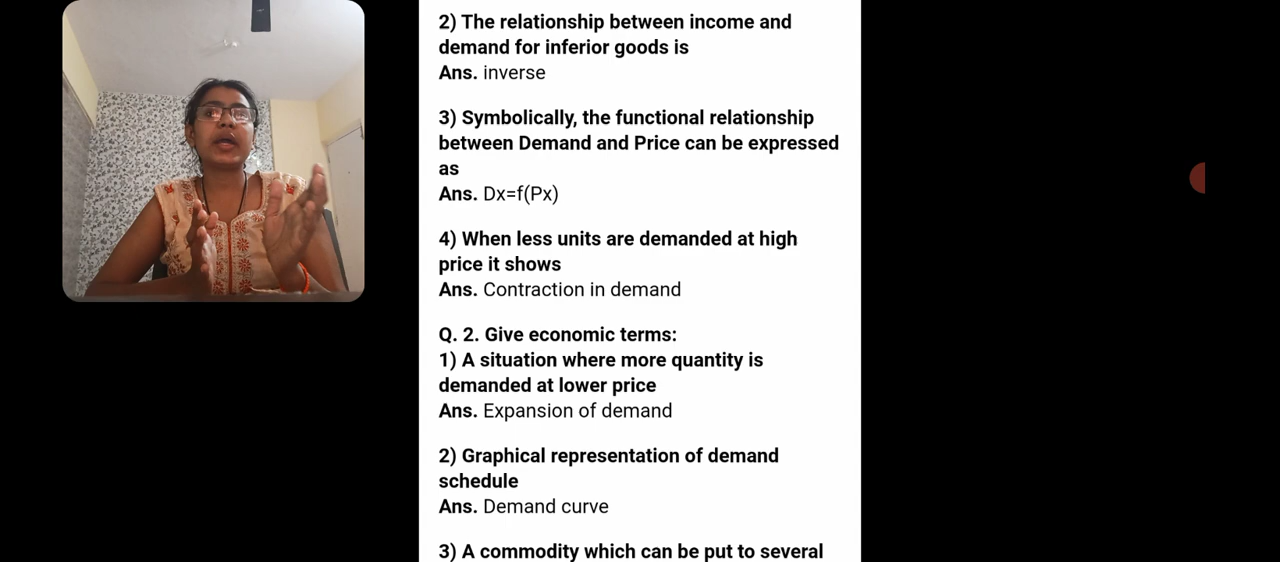 2) The relationship between income and
demand for inferior goods is
Ans. inverse
3) Symbolically, the functional relationship
between Demand and Price can be expressed
as
Ans. Dx=f(Px)
4) When less units are demanded at high
price it shows
Ans. Contraction in demand
Q. 2. Give economic terms:
1) A situation where more quantity is
demanded at lower price
Ans. Expansion of demand
2) Graphical representation of demand
schedule
Ans. Demand curve
3) A commodity which can be put to several